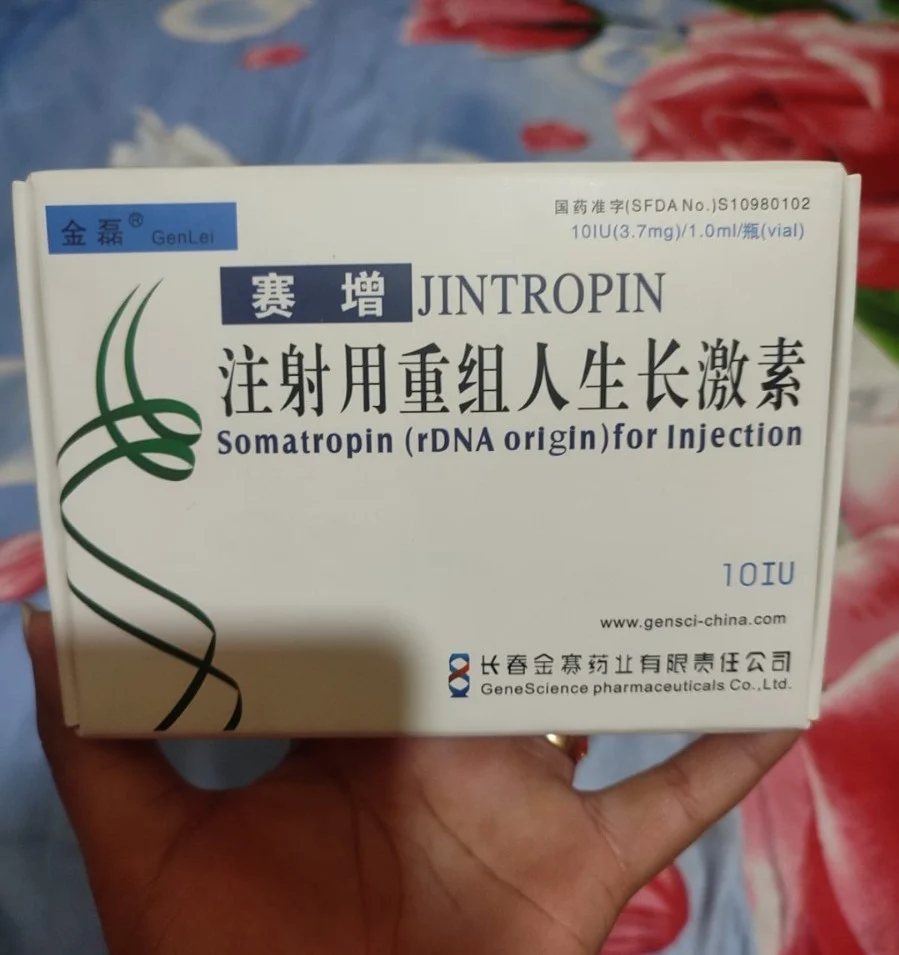 金磊® GenLei
国药准字(SFDA No.)S10980102
10IU(3.7mg)/1.0ml/瓶(vial)
赛增 JINTROPIN
注射用重组人生长激素
Somatropin (rDNA origin)for Injection
10IU
www.gensci-china.com
长春金赛药业有限责任公司
GeneScience pharmaceuticals Co.,Ltd.